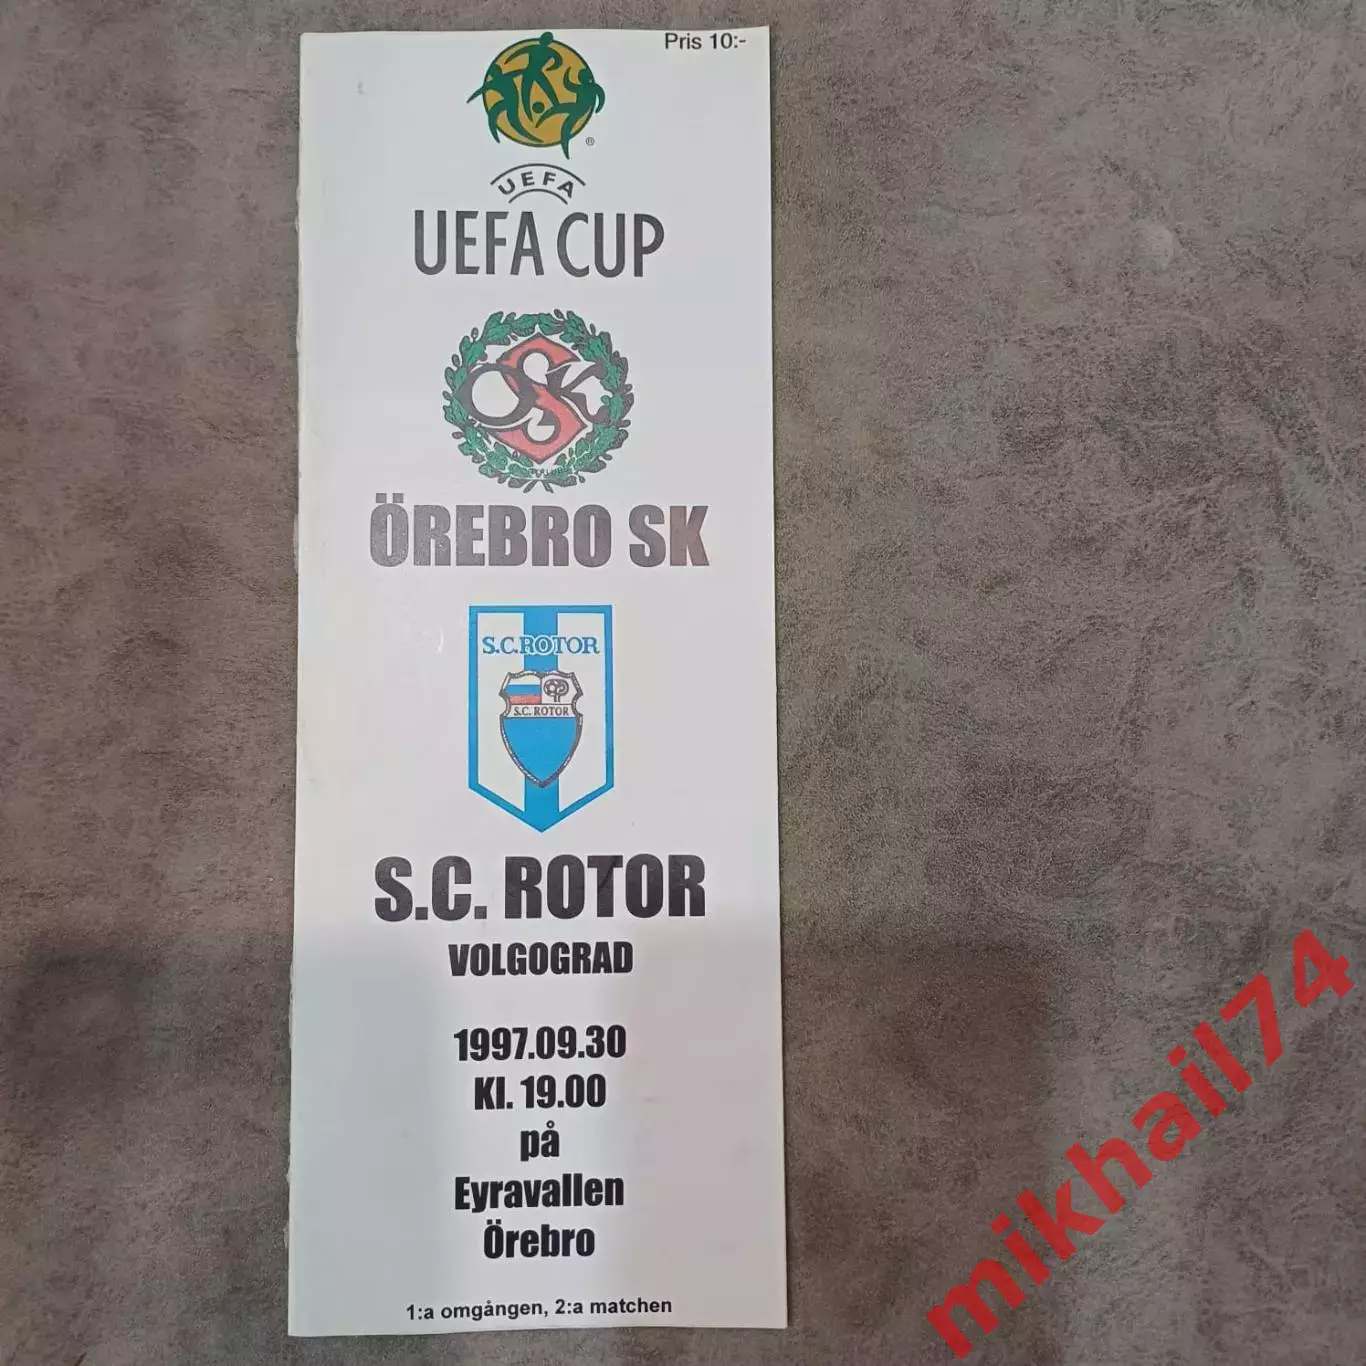 Pris 10:-
®
UEFA
UEFA CUP
ÖSK
ÖREBRO SK
S.C.ROTOR
S.C. ROTOR
S.C. ROTOR
VOLGOGRAD
1997.09.30
Kl. 19.00
på
Eyravallen
Örebro
1:a omgången, 2:a matchen
mikhail74